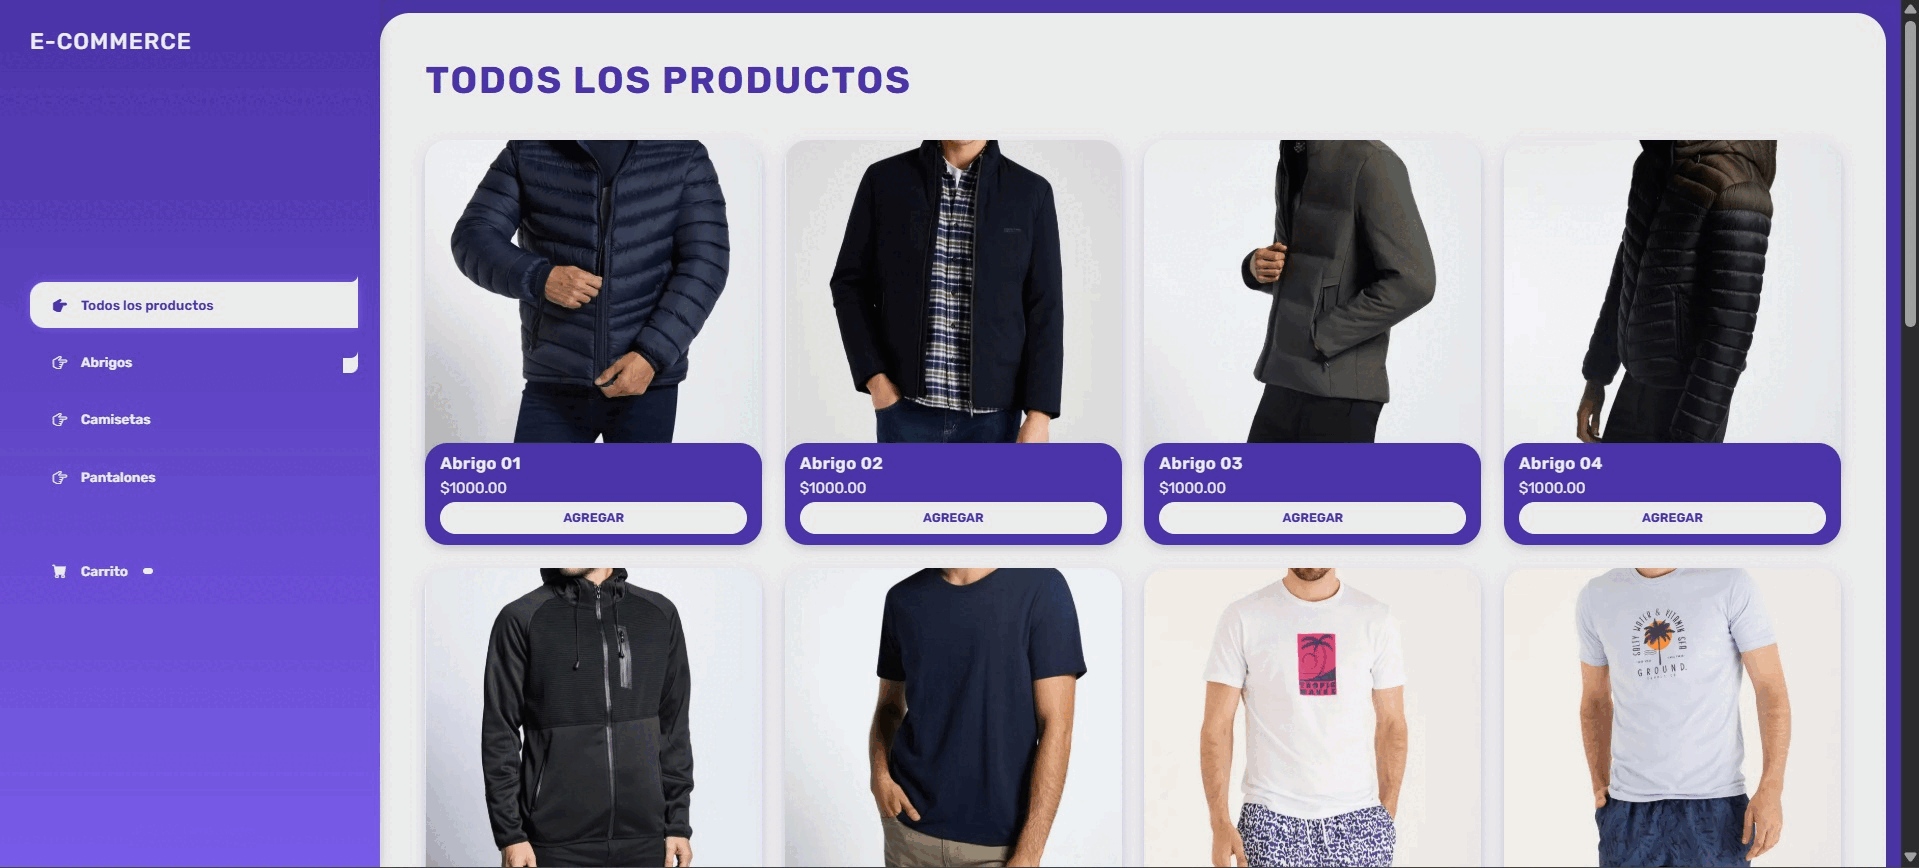 E-COMMERCE
Todos los productos
Abrigos
Camisetas
Pantalones
Carrito
TODOS LOS PRODUCTOS
Abrigo 01
$1000.00
AGREGAR
Abrigo 02
$1000.00
AGREGAR
Abrigo 03
$1000.00
AGREGAR
Abrigo 04
$1000.00
AGREGAR
GROUND.